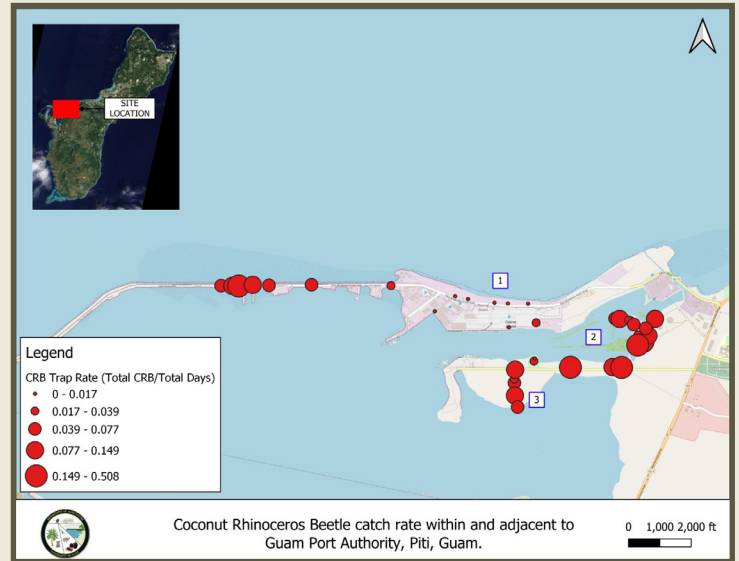 SITE
LOCATION
1
2
3
Legend
CRB Trap Rate (Total CRB/Total Days)
0 - 0.017
0.017 - 0.039
0.039 - 0.077
0.077 - 0.149
0.149 - 0.508
Coconut Rhinoceros Beetle catch rate within and adjacent to
Guam Port Authority, Piti, Guam.
0 1,000 2,000 ft